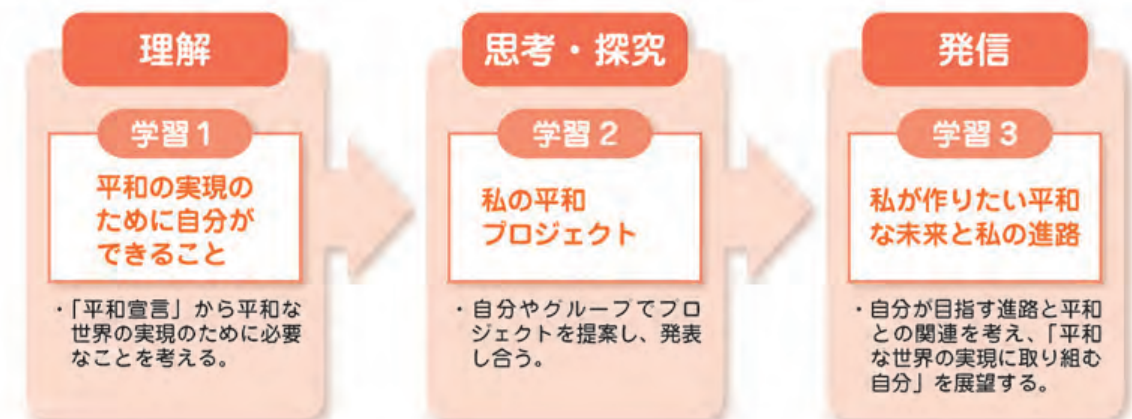 理解
学習1
平和の実現の
ために自分が
できること
・「平和宣言」から平和な
世界の実現のために必要
なことを考える。
思考・探究
学習2
私の平和
プロジェクト
・自分やグループでプロ
ジェクトを提案し、発表
し合う。
発信
学習3
私が作りたい平和
な未来と私の進路
・自分が目指す進路と平和
との関連を考え、「平和
な世界の実現に取り組む
自分」を展望する。